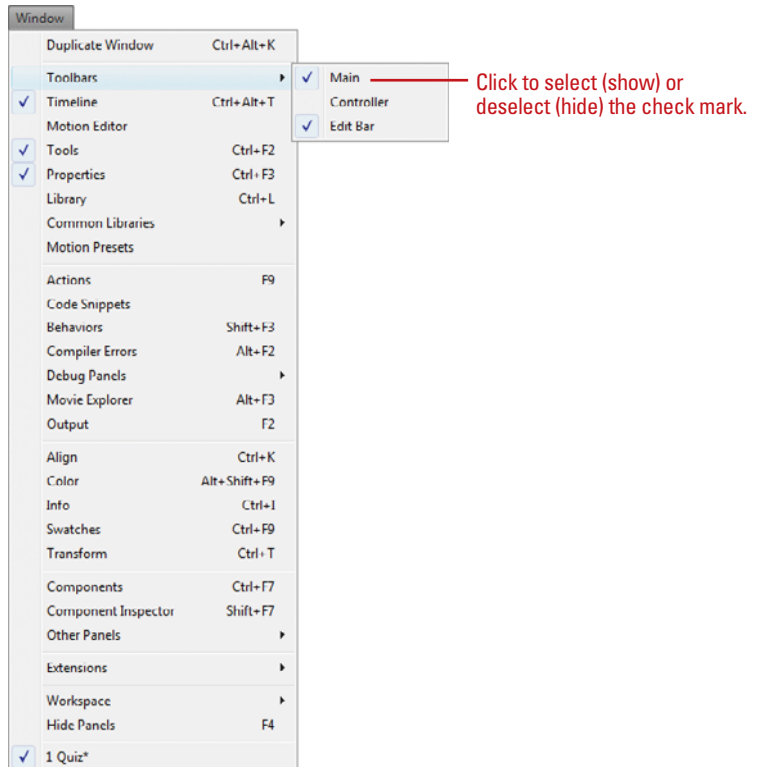 Window
Duplicate Window Ctrl+Alt+K
Toolbars
Main
Click to select (show) or
deselect (hide) the check mark.
Timeline Ctrl+Alt+T
Controller
Motion Editor
Edit Bar
Tools Ctrl+F2
Properties Ctrl+F3
Library Ctrl+L
Common Libraries
Motion Presets
Actions F9
Code Snippets
Behaviors Shift+F3
Compiler Errors Alt+F2
Debug Panels
Movie Explorer Alt+F3
Output F2
Align Ctrl+K
Color Alt+Shift+F9
Info Ctrl+I
Swatches Ctrl+F9
Transform Ctrl+T
Components Ctrl+F7
Component Inspector Shift+F7
Other Panels
Extensions
Workspace
Hide Panels F4
1 Quiz*